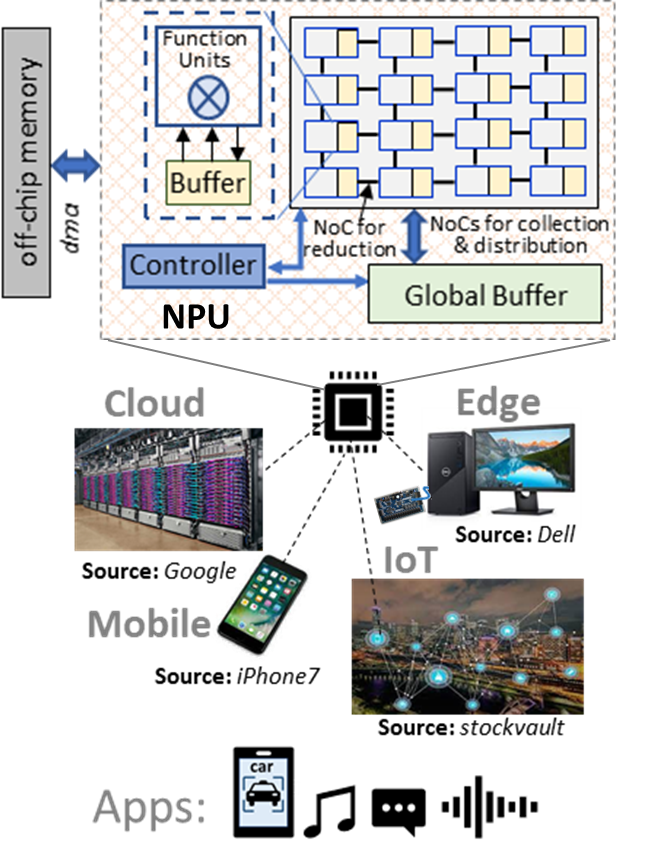 off-chip memory
dma
Function
Units
Buffer
NoC for
reduction
NoCs for collection
& distribution
Controller
Global Buffer
NPU
Cloud
Edge
Source: Google
Source: Dell
IoT
Mobile
Source: iPhone7
Source: stockvault
Apps:
car